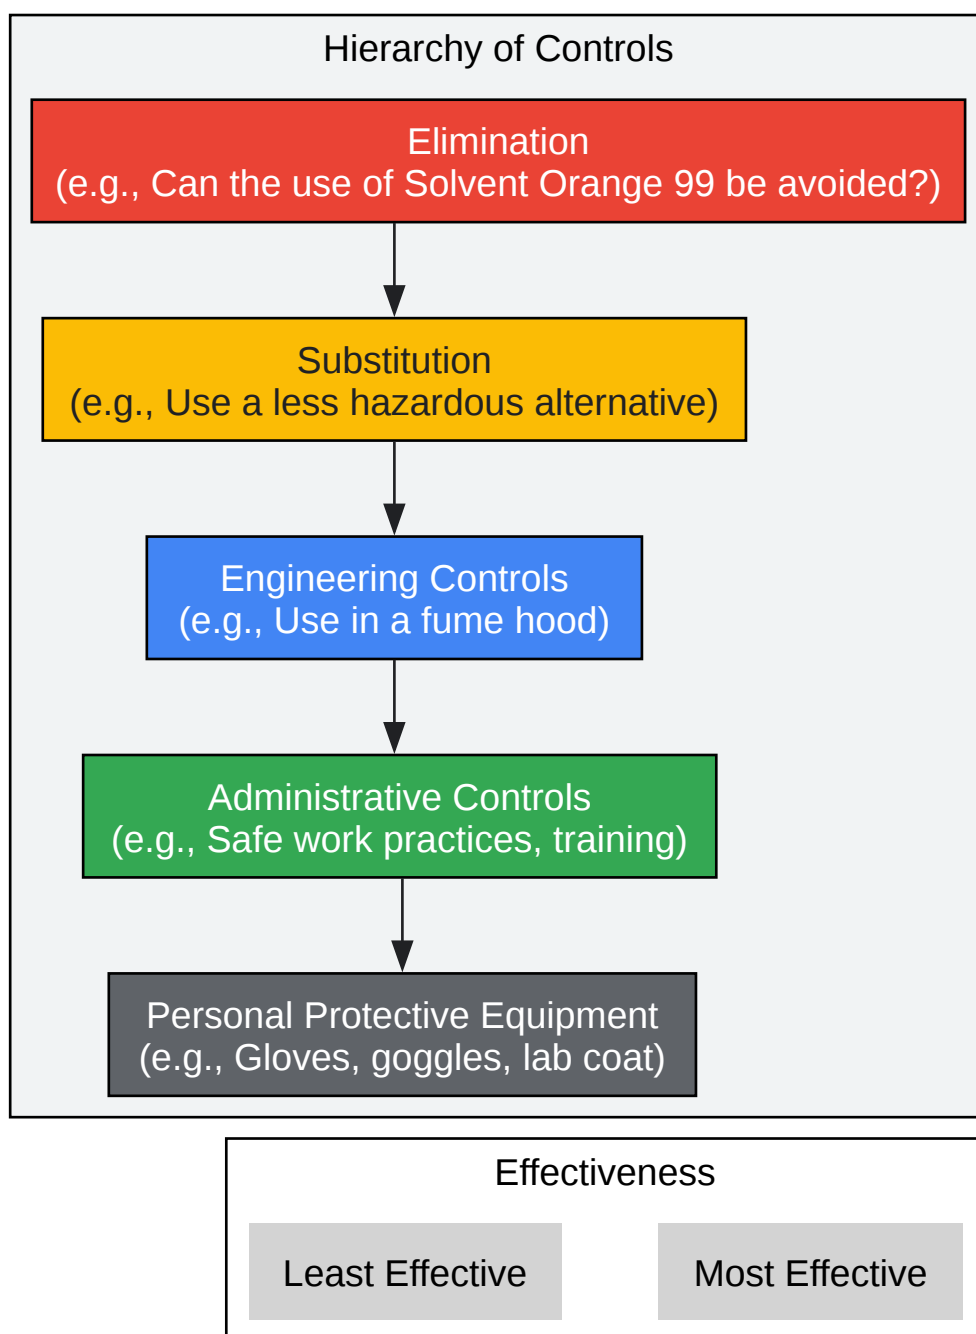 Hierarchy of Controls
Elimination
(e.g., Can the use of Solvent Orange 99 be avoided?)
Substitution
(e.g., Use a less hazardous alternative)
Engineering Controls
(e.g., Use in a fume hood)
Administrative Controls
(e.g., Safe work practices, training)
Personal Protective Equipment
(e.g., Gloves, goggles, lab coat)
Effectiveness
Least Effective
Most Effective